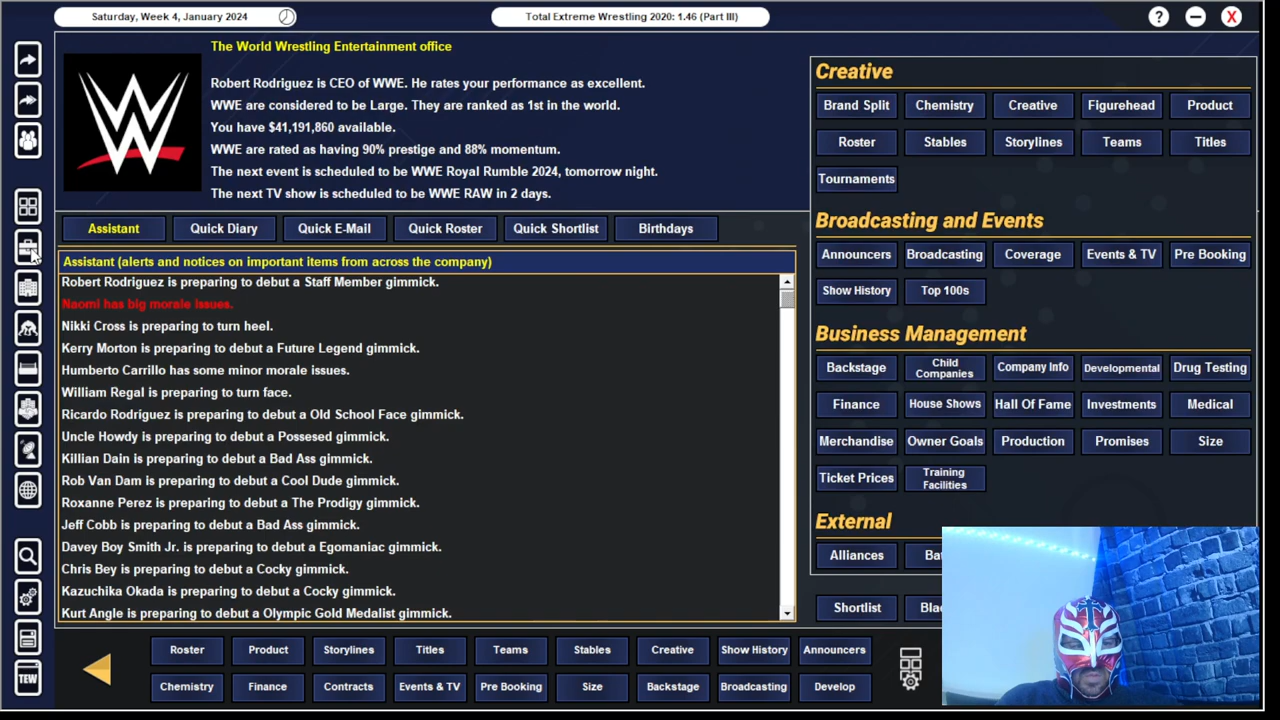 Saturday, Week 4, January 2024
Total Extreme Wrestling 2020: 1.46 (Part III)
?
X
The World Wrestling Entertainment office
Robert Rodriguez is CEO of WWE. He rates your performance as excellent.
WWE are considered to be Large. They are ranked as 1st in the world.
You have $41,191,860 available.
WWE are rated as having 90% prestige and 88% momentum.
The next event is scheduled to be WWE Royal Rumble 2024, tomorrow night.
The next TV show is scheduled to be WWE RAW in 2 days.
Assistant Quick Diary Quick E-Mail Quick Roster Quick Shortlist Birthdays
Assistant (alerts and notices on important items from across the company)
Robert Rodriguez is preparing to debut a Staff Member gimmick.
Naomi has big morale issues.
Nikki Cross is preparing to turn heel.
Kerry Morton is preparing to debut a Future Legend gimmick.
Humberto Carrillo has some minor morale issues.
William Regal is preparing to turn face.
Ricardo Rodríguez is preparing to debut a Old School Face gimmick.
Uncle Howdy is preparing to debut a Possesed gimmick.
Killian Dain is preparing to debut a Bad Ass gimmick.
Rob Van Dam is preparing to debut a Cool Dude gimmick.
Roxanne Perez is preparing to debut a The Prodigy gimmick.
Jeff Cobb is preparing to debut a Bad Ass gimmick.
Davey Boy Smith Jr. is preparing to debut a Egomaniac gimmick.
Chris Bey is preparing to debut a Cocky gimmick.
Kazuchika Okada is preparing to debut a Cocky gimmick.
Kurt Angle is preparing to debut a Olympic Gold Medalist gimmick.
Creative
Brand Split Chemistry Creative Figurehead Product
Roster Stables Storylines Teams Titles
Tournaments
Broadcasting and Events
Announcers Broadcasting Coverage Events & TV Pre Booking
Show History Top 100s
Business Management
Backstage Child Companies Company Info Developmental Drug Testing
Finance House Shows Hall Of Fame Investments Medical
Merchandise Owner Goals Production Promises Size
Ticket Prices Training Facilities
External
Alliances Ba
Shortlist Bla
Roster Product Storylines Titles Teams Stables Creative Show History Announcers
Chemistry Finance Contracts Events & TV Pre Booking Size Backstage Broadcasting Develop
TEW